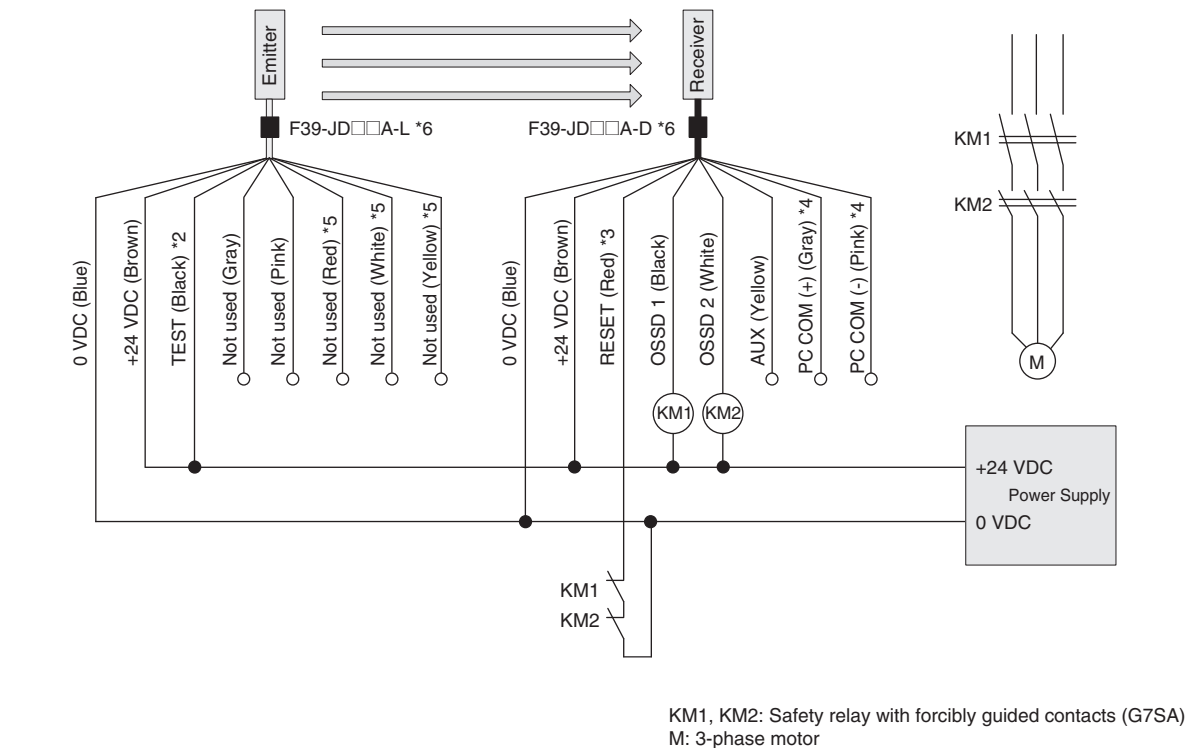 Emitter
Receiver
F39-JD□□A-L *6
F39-JD□□A-D *6
KM1
KM2
0 VDC (Blue)
+24 VDC (Brown)
TEST (Black) *2
Not used (Gray)
Not used (Pink)
Not used (Red) *5
Not used (White) *5
Not used (Yellow) *5
0 VDC (Blue)
+24 VDC (Brown)
RESET (Red) *3
OSSD 1 (Black)
OSSD 2 (White)
AUX (Yellow)
PC COM (+) (Gray) *4
PC COM (-) (Pink) *4
M
KM1
KM2
+24 VDC
Power Supply
0 VDC
KM1
KM2
KM1, KM2: Safety relay with forcibly guided contacts (G7SA)
M: 3-phase motor